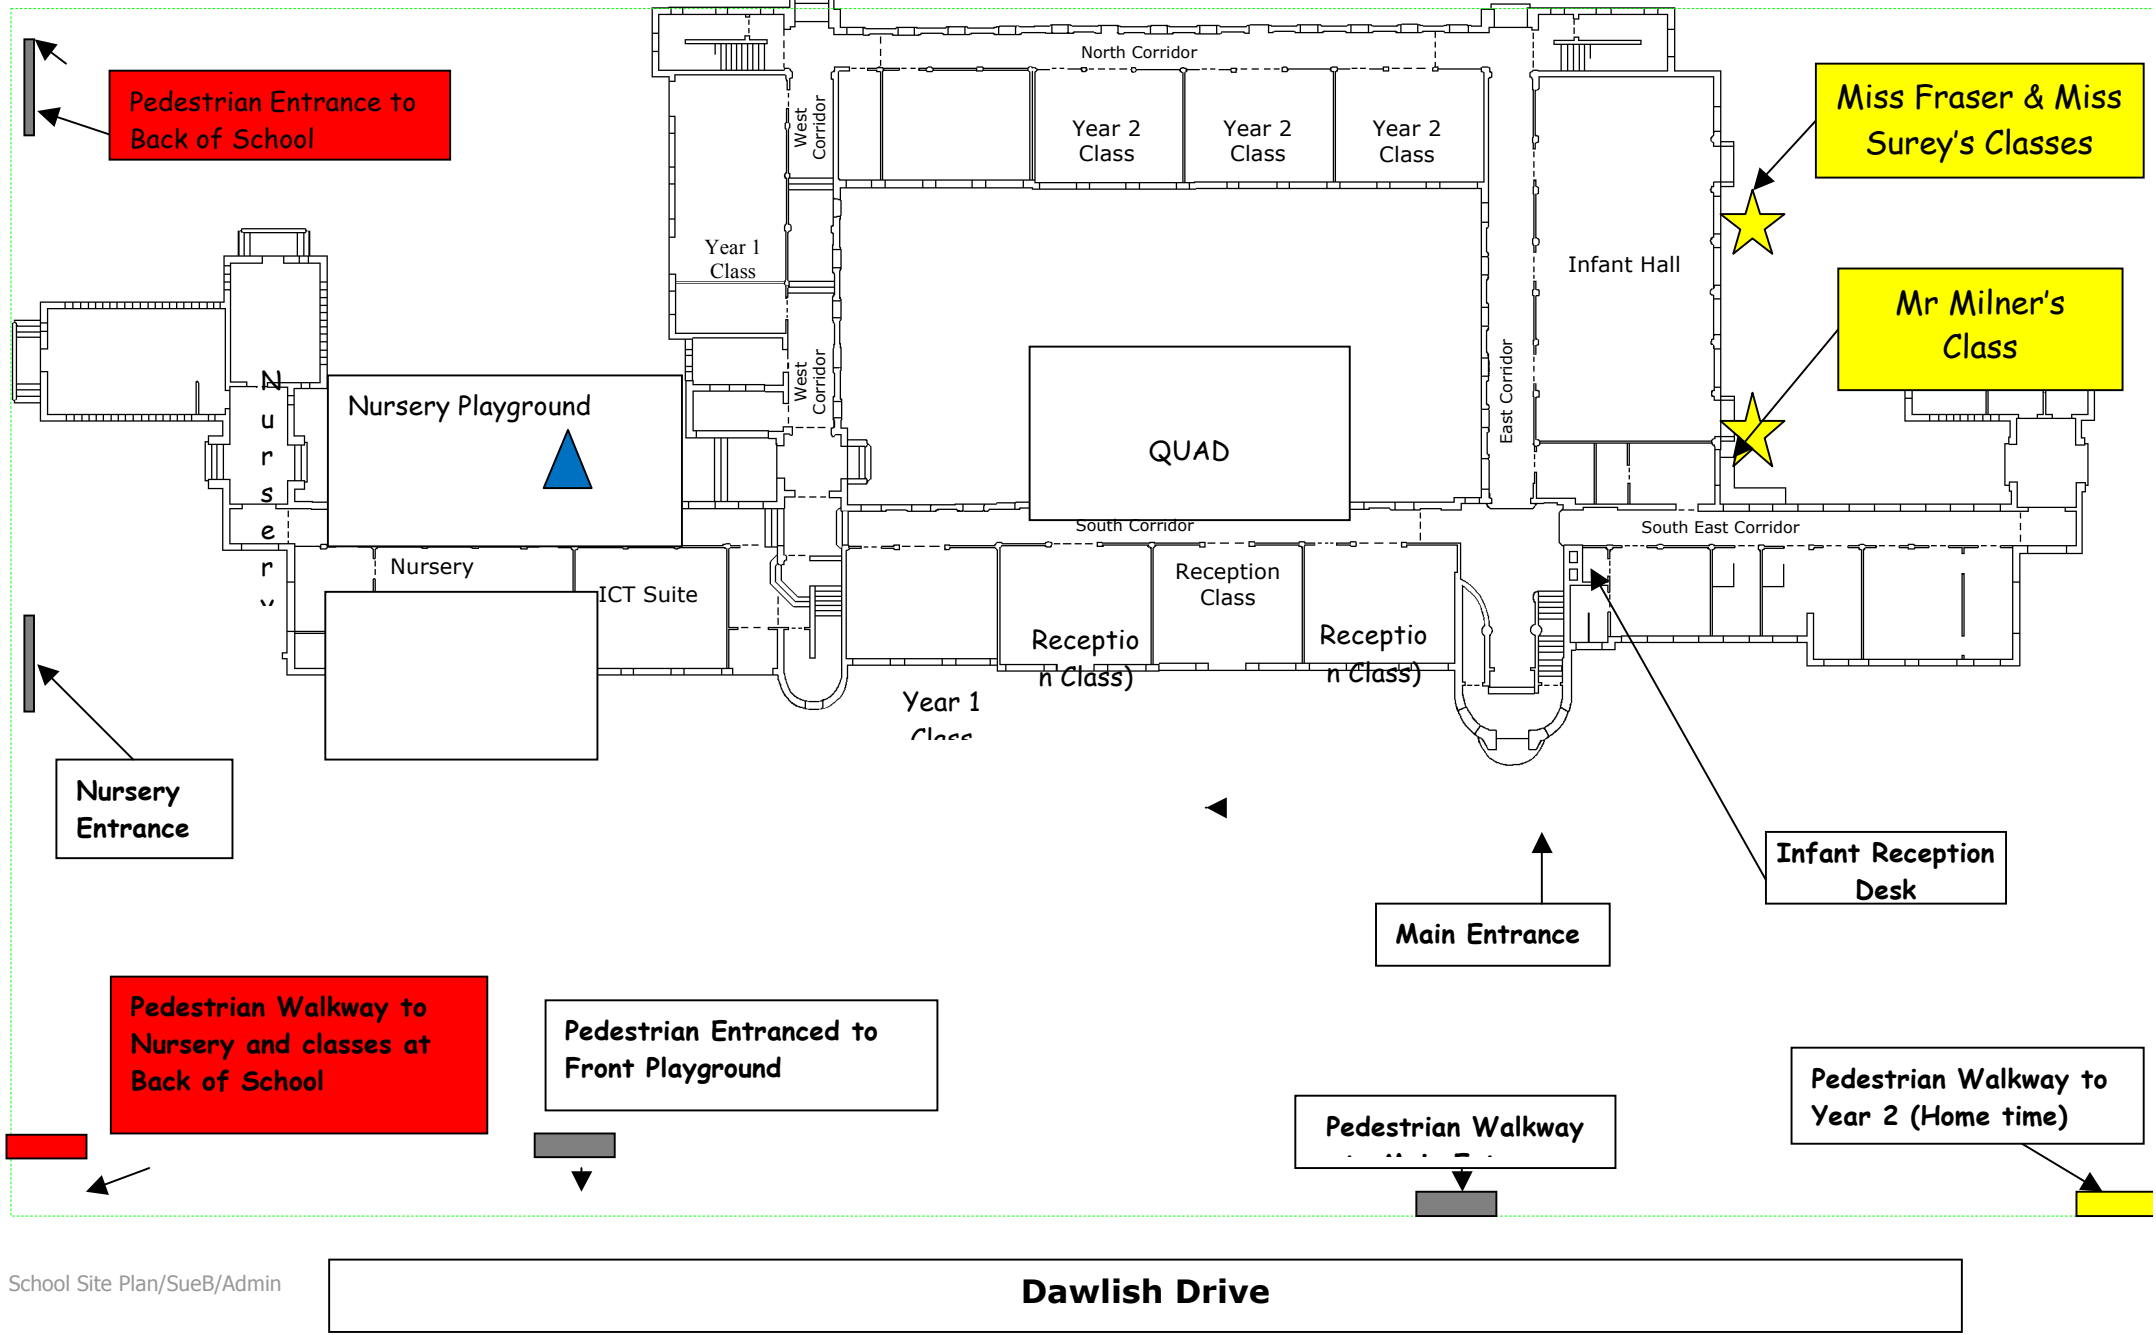 North Corridor
Pedestrian Entrance to
Back of School
Miss Fraser & Miss
Surey's Classes
West
Corridor
Year 2
Class
Year 2
Class
Year 2
Class
Year 1
Class
Infant Hall
Mr Milner's
Class
West
Corridor
East Corridor
Nursery
Nursery Playground
QUAD
South Corridor
South East Corridor
Nursery
ICT Suite
Reception
Class
Receptio
n Class)
Receptio
n Class)
Year 1
Class
Nursery
Entrance
Infant Reception
Desk
Main Entrance
Pedestrian Walkway to
Nursery and classes at
Back of School
Pedestrian Entranced to
Front Playground
Pedestrian Walkway to
Year 2 (Home time)
Pedestrian Walkway
School Site Plan/SueB/Admin
Dawlish Drive